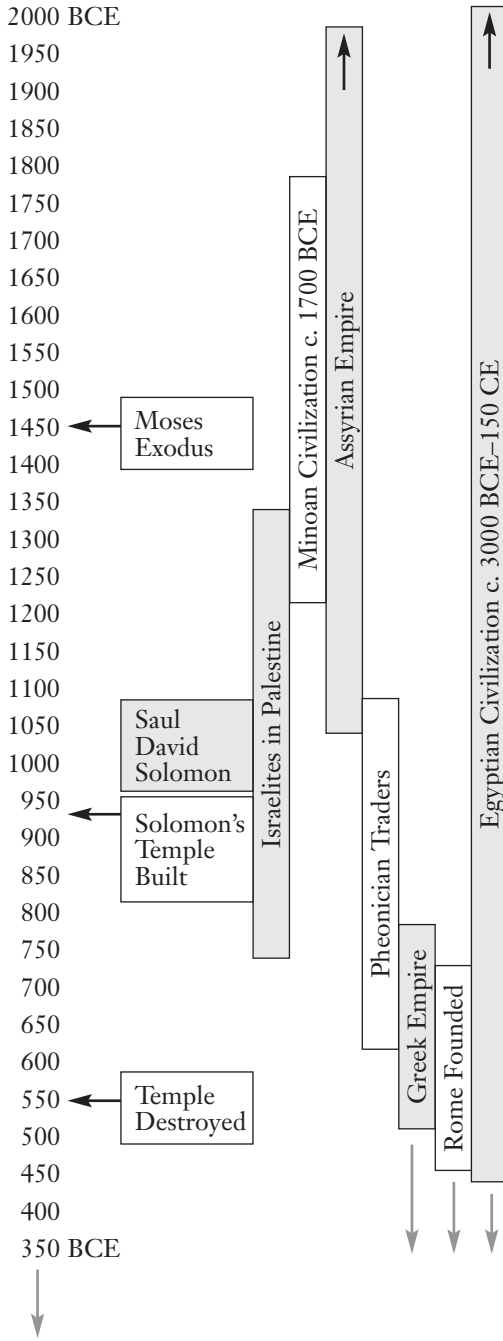 2000 BCE
1950
1900
1850
1800
1750
1700
1650
1600
1550
1500
1450
1400
1350
1300
1250
1200
1150
1100
1050
1000
950
900
850
800
750
700
650
600
550
500
450
400
350 BCE
Moses
Exodus
Saul
David
Solomon
Solomon's
Temple
Built
Temple
Destroyed
Israelites in Palestine
Minoan Civilization c. 1700 BCE
Assyrian Empire
Pheonician Traders
Greek Empire
Rome Founded
Egyptian Civilization c. 3000 BCE–150 CE